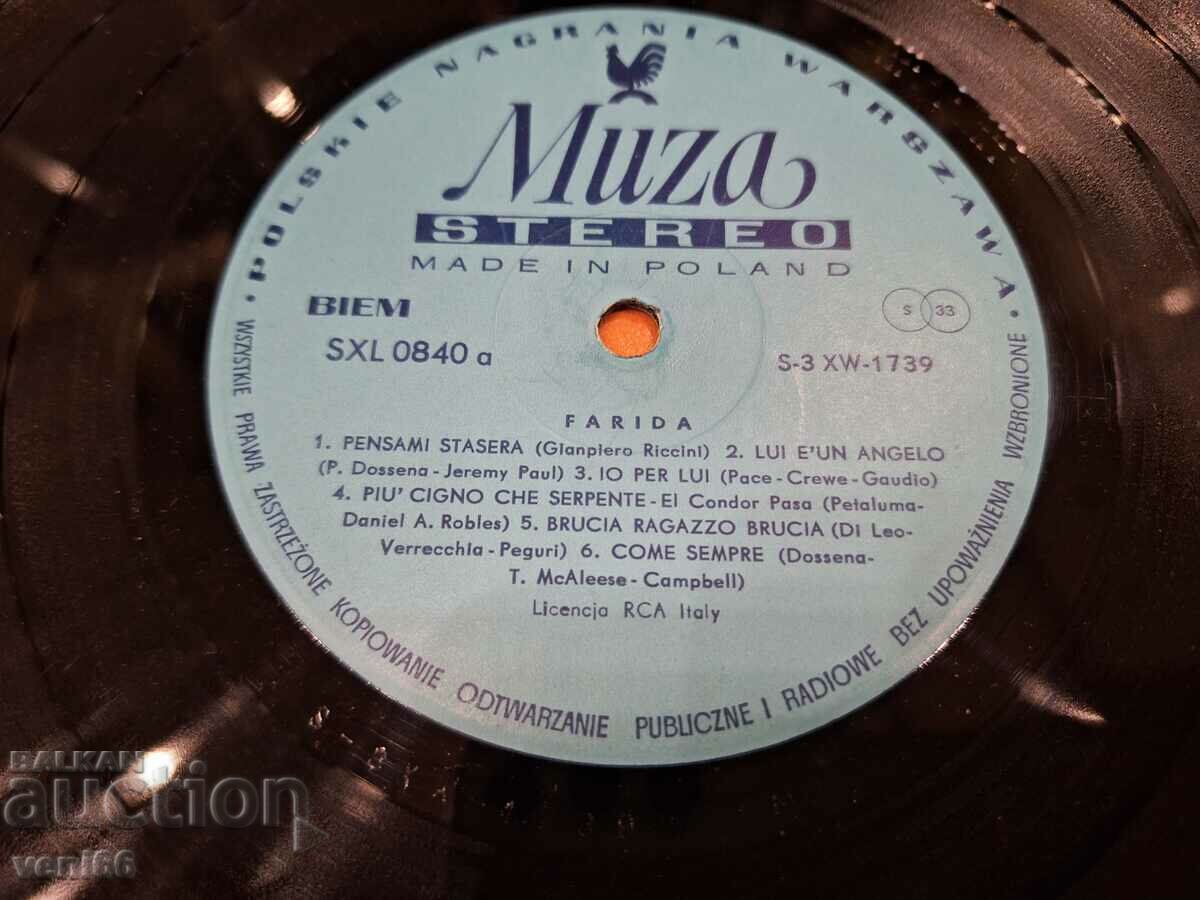 • POLSKIE NAGRANIA WARSZAWA •
Muza
STEREO
MADE IN POLAND
BIEM
S 33
SXL 0840 a
S-3 XW-1739
FARIDA
1. PENSAMI STASERA (Gianpiero Riccini) 2. LUI E'UN ANGELO
(P. Dossena-Jeremy Paul) 3. IO PER LUI (Pace-Crewe-Gaudio)
4. PIU' CIGNO CHE SERPENTE-El Condor Pasa (Petaluma-
Daniel A. Robles) 5. BRUCIA RAGAZZO BRUCIA (Di Leo-
Verrecchia-Peguri) 6. COME SEMPRE (Dossena-
T. McAleese-Campbell)
Licencja RCA Italy
WSZYSTKIE PRAWA ZASTRZEŻONE KOPIOWANIE ODTWARZANIE PUBLICZNE I RADIOWE BEZ UPOWAŻNIENIA WZBRONIONE
BALKAN
auction
veni66